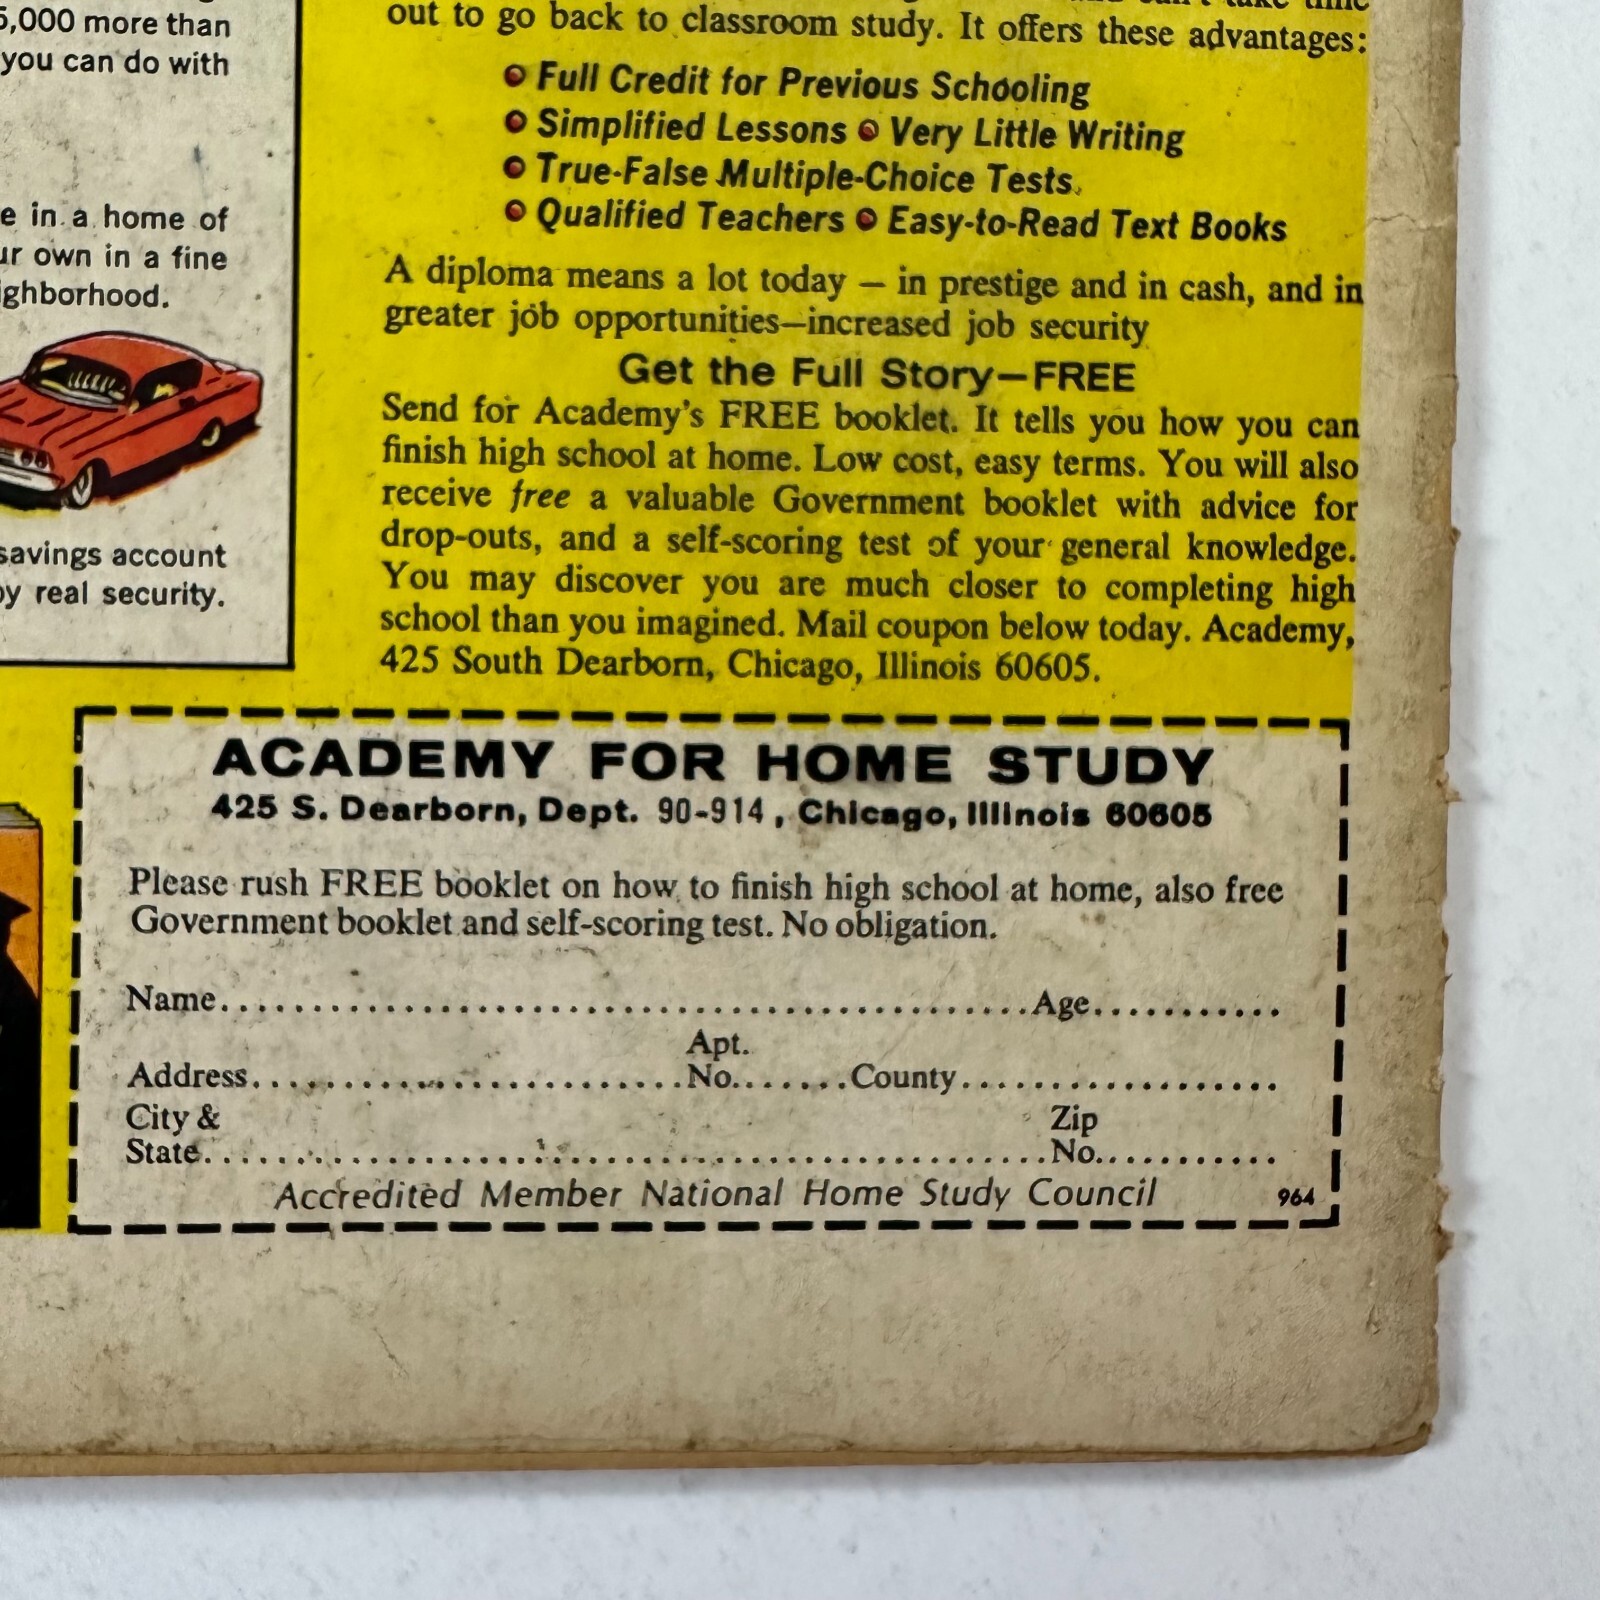 5,000 more than
you can do with
e in a home of
ur own in a fine
ighborhood.
savings account
by real security.
out to go back to classroom study. It offers these advantages:
Full Credit for Previous Schooling
Simplified Lessons Very Little Writing
True-False Multiple-Choice Tests.
Qualified Teachers Easy-to-Read Text Books
A diploma means a lot today — in prestige and in cash, and in
greater job opportunities—increased job security
Get the Full Story—FREE
Send for Academy's FREE booklet. It tells you how you can
finish high school at home. Low cost, easy terms. You will also
receive free a valuable Government booklet with advice for
drop-outs, and a self-scoring test of your general knowledge.
You may discover you are much closer to completing high
school than you imagined. Mail coupon below today. Academy,
425 South Dearborn, Chicago, Illinois 60605.
ACADEMY FOR HOME STUDY
425 S. Dearborn, Dept. 90-914, Chicago, Illinois 60605
Please rush FREE booklet on how to finish high school at home, also free
Government booklet and self-scoring test. No obligation.
Name Age
Apt.
Address No. County
City & Zip
State No.
Accredited Member National Home Study Council 964